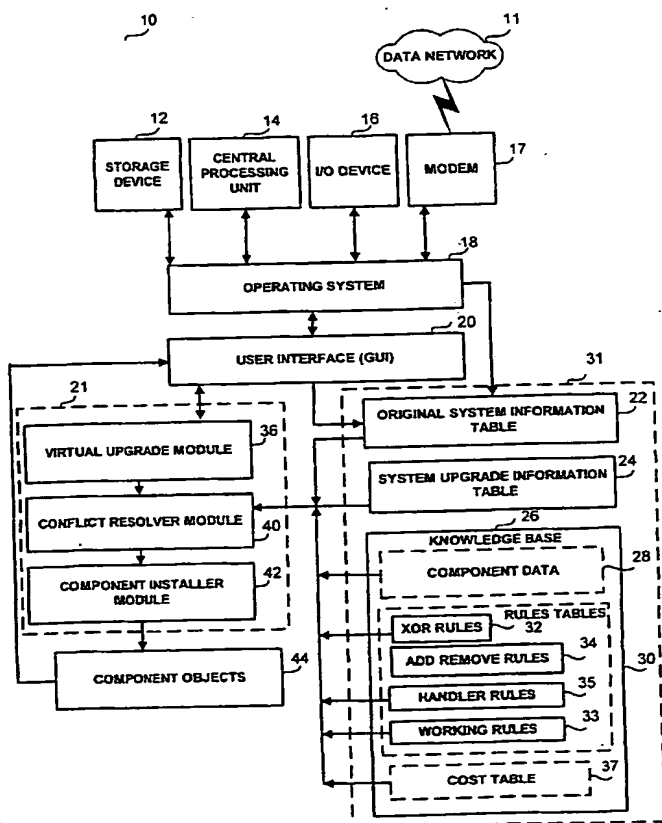 10
11
DATA NETWORK
12
14
16
17
STORAGE
DEVICE
CENTRAL
PROCESSING
UNIT
I/O DEVICE
MODEM
18
OPERATING SYSTEM
20
USER INTERFACE (GUI)
31
21
22
ORIGINAL SYSTEM INFORMATION
TABLE
36
VIRTUAL UPGRADE MODULE
24
SYSTEM UPGRADE INFORMATION
TABLE
CONFLICT RESOLVER MODULE
40
26
KNOWLEDGE BASE
COMPONENT DATA
28
COMPONENT INSTALLER
MODULE
42
RULES TABLES
XOR RULES
32
ADD REMOVE RULES
34
30
COMPONENT OBJECTS
44
HANDLER RULES
35
WORKING RULES
33
COST TABLE
37